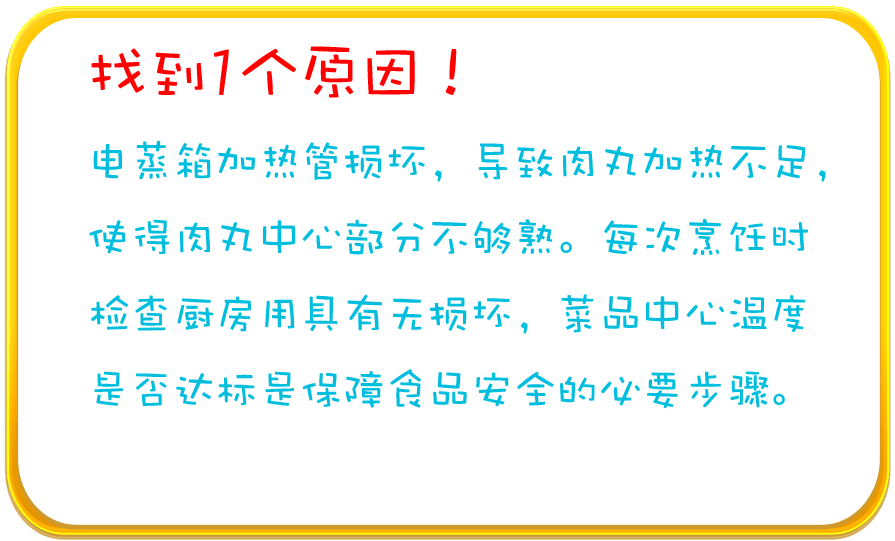 找到1个原因！
电蒸箱加热管损坏，导致肉丸加热不足，
使得肉丸中心部分不够熟。每次烹饪时
检查厨房用具有无损坏，菜品中心温度
是否达标是保障食品安全的必要步骤。